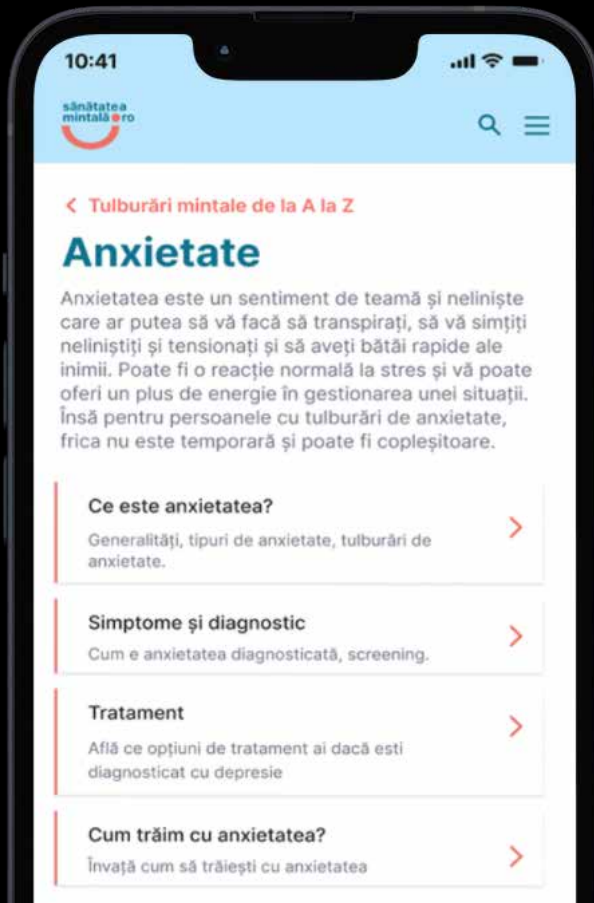 10:41
sănătatea
mintală.ro
Tulburări mintale de la A la Z
Anxietate
Anxietatea este un sentiment de teamă și neliniște
care ar putea să vă facă să transpirați, să vă simțiți
neliniștiți și tensionați și să aveți bătăi rapide ale
inimii. Poate fi o reacție normală la stres și vă poate
oferi un plus de energie în gestionarea unei situații.
Însă pentru persoanele cu tulburări de anxietate,
frica nu este temporară și poate fi copleșitoare.
Ce este anxietatea?
Generalități, tipuri de anxietate, tulburări de
anxietate.
Simptome și diagnostic
Cum e anxietatea diagnosticată, screening.
Tratament
Află ce opțiuni de tratament ai dacă esti
diagnosticat cu depresie
Cum trăim cu anxietatea?
Învață cum să trăiești cu anxietatea